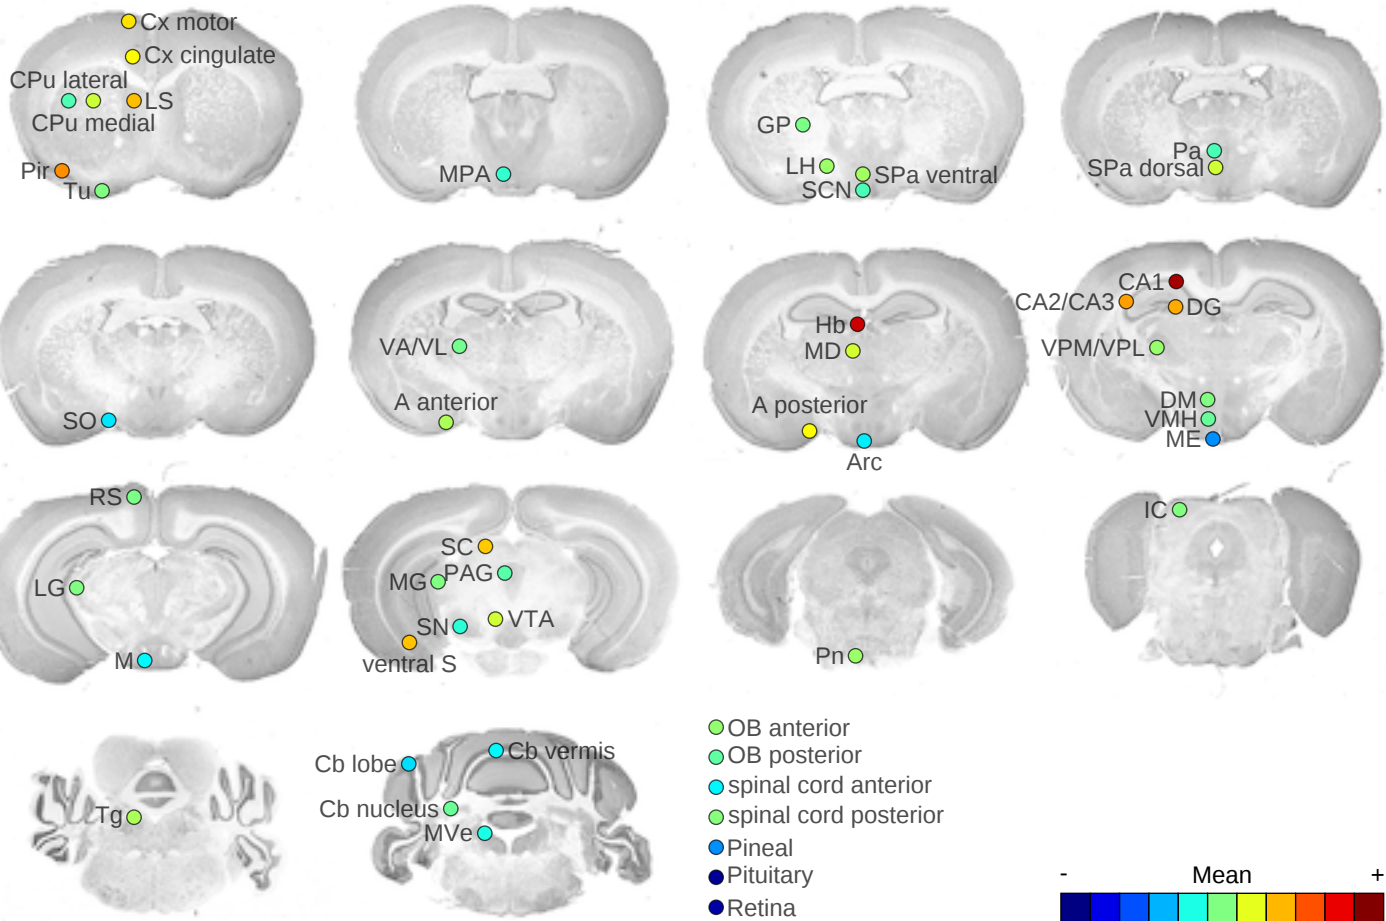 Cx motor
Cx cingulate
CPu lateral
LS
CPu medial
Pir
Tu
MPA
GP
LH
SPa ventral
SCN
Pa
SPa dorsal
SO
VA/VL
A anterior
Hb
MD
A posterior
Arc
CA1
CA2/CA3
DG
VPM/VPL
DM
VMH
ME
RS
LG
M
SC
PAG
MG
VTA
SN
ventral S
Pn
IC
Tg
Cb vermis
Cb lobe
Cb nucleus
MVe
OB anterior
OB posterior
spinal cord anterior
spinal cord posterior
Pineal
Pituitary
Retina
- Mean +